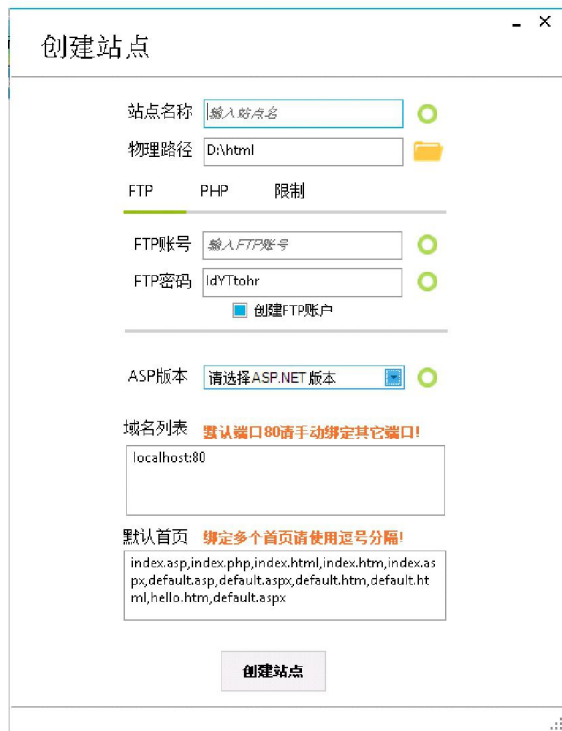 创建站点
站点名称 输入站点名
物理路径 D:\html
FTP PHP 限制
FTP账号 输入FTP账号
FTP密码 IdYTtohr
创建FTP账户
ASP版本 请选择ASP.NET 版本
域名列表 默认端口80请手动绑定其它端口!
localhost:80
默认首页 绑定多个首页请使用逗号分隔!
index.asp,index.php,index.html,index.htm,index.as
px,default.asp,default.aspx,default.htm,default.ht
ml,hello.htm,default.aspx
创建站点